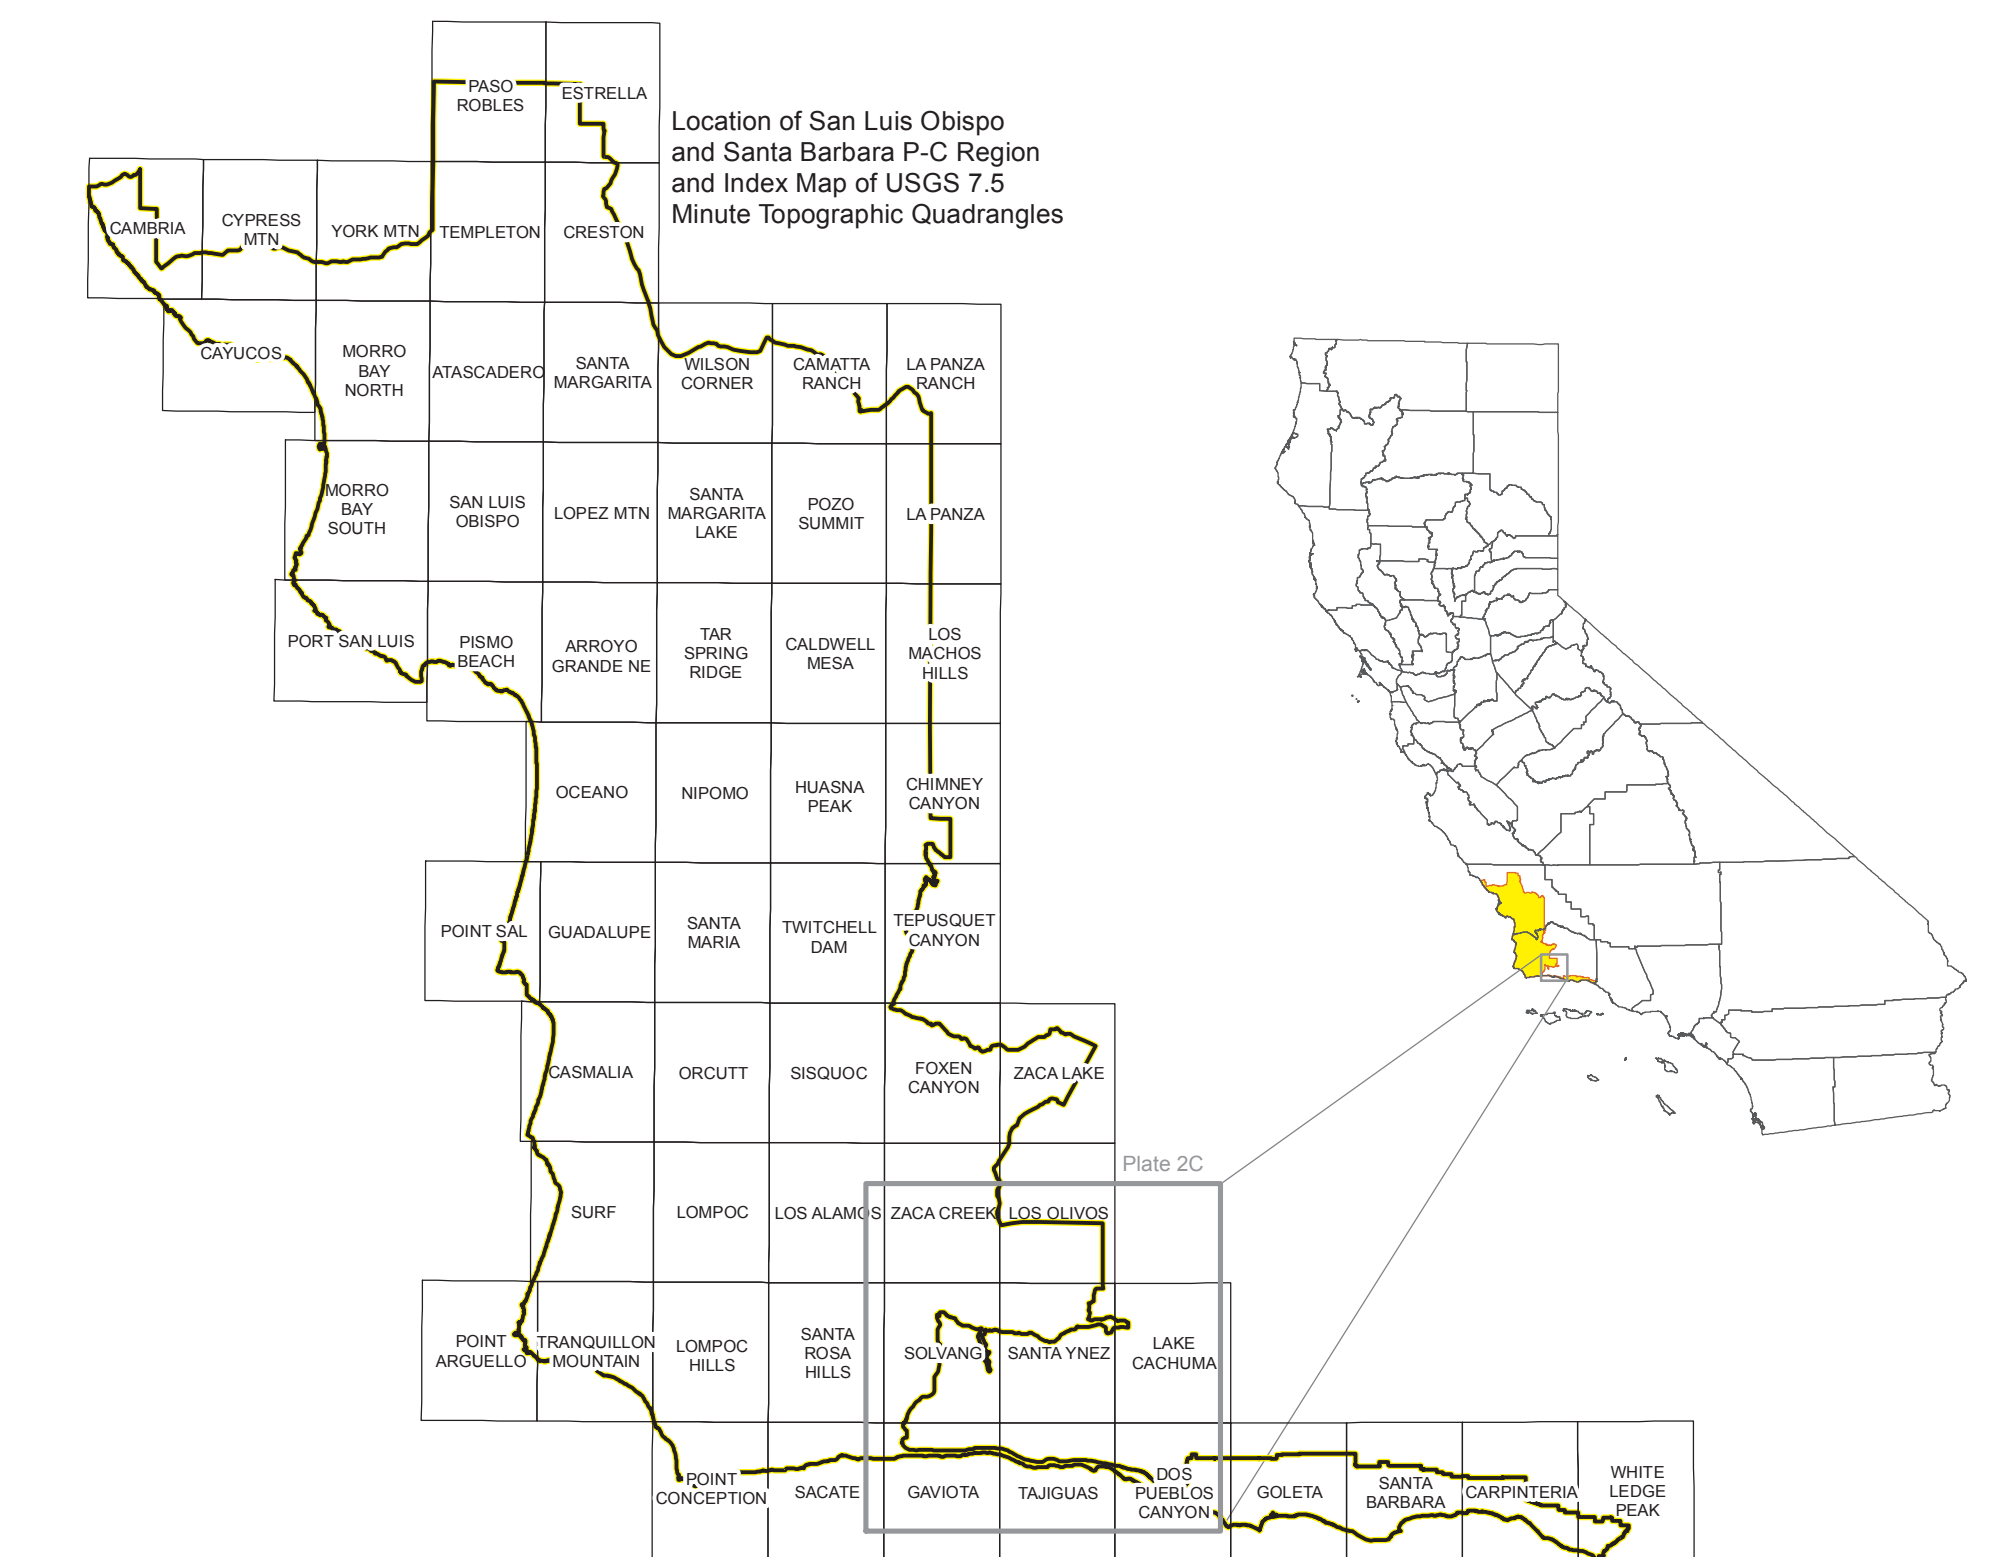 PASO
ROBLES
ESTRELLA
Location of San Luis Obispo
and Santa Barbara P-C Region
and Index Map of USGS 7.5
Minute Topographic Quadrangles
CAMBRIA
CYPRESS
MTN
YORK MTN
TEMPLETON
CRESTON
CAYUCOS
MORRO
BAY
NORTH
ATASCADERO
SANTA
MARGARITA
WILSON
CORNER
CAMATTA
RANCH
LA PANZA
RANCH
MORRO
BAY
SOUTH
SAN LUIS
OBISPO
LOPEZ MTN
SANTA
MARGARITA
LAKE
POZO
SUMMIT
LA PANZA
PORT SAN LUIS
PISMO
BEACH
ARROYO
GRANDE NE
TAR
SPRING
RIDGE
CALDWELL
MESA
LOS
MACHOS
HILLS
OCEANO
NIPOMO
HUASNA
PEAK
CHIMNEY
CANYON
POINT SAL
GUADALUPE
SANTA
MARIA
TWITCHELL
DAM
TEPUSQUET
CANYON
CASMALIA
ORCUTT
SISQUOC
FOXEN
CANYON
ZACA LAKE
Plate 2C
SURF
LOMPOC
LOS ALAMOS
ZACA CREEK
LOS OLIVOS
POINT
ARGUELLO
TRANQUILLON
MOUNTAIN
LOMPOC
HILLS
SANTA
ROSA
HILLS
SOLVANG
SANTA YNEZ
LAKE
CACHUMA
POINT
CONCEPTION
SACATE
GAVIOTA
TAJIGUAS
DOS
PUEBLOS
CANYON
GOLETA
SANTA
BARBARA
CARPINTERIA
WHITE
LEDGE
PEAK